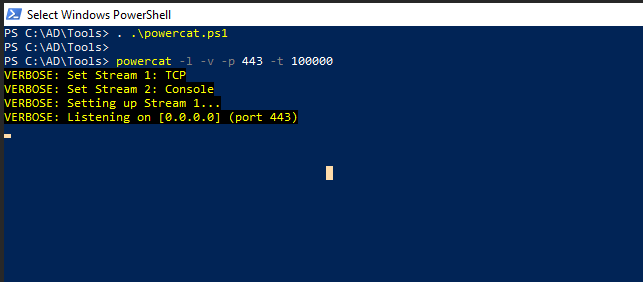 Select Windows PowerShell
PS C:\AD\Tools> . .\powercat.ps1
PS C:\AD\Tools>
PS C:\AD\Tools> powercat -l -v -p 443 -t 100000
VERBOSE: Set Stream 1: TCP
VERBOSE: Set Stream 2: Console
VERBOSE: Setting up Stream 1...
VERBOSE: Listening on [0.0.0.0] (port 443)